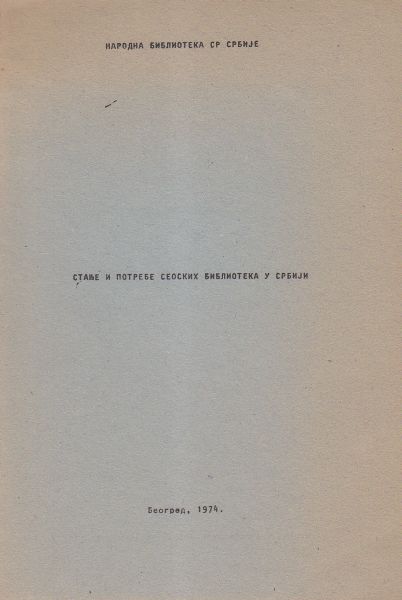 НАРОДНА БИБЛИОТЕКА СР СРБИЈЕ
СТАЊЕ И ПОТРЕБЕ СЕОСКИХ БИБЛИОТЕКА У СРБИЈИ
Београд, 1974.